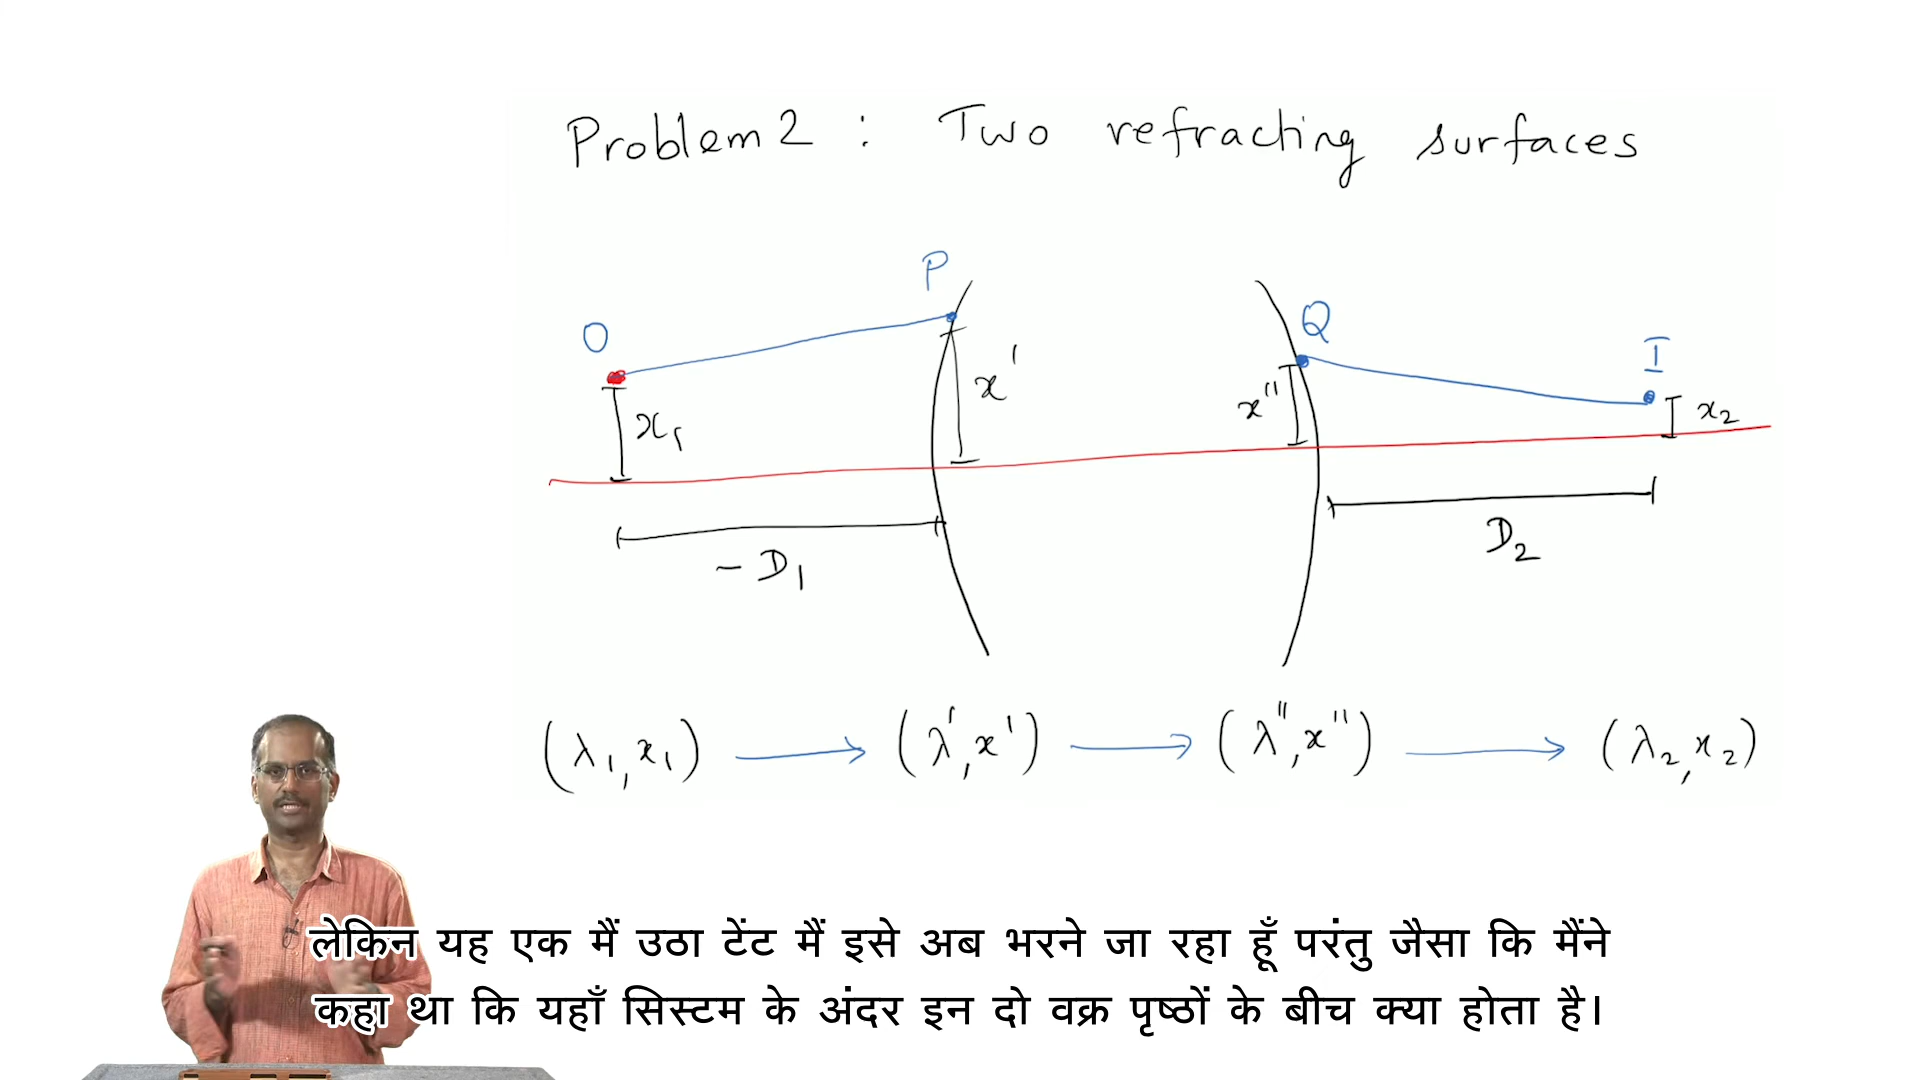 Problem 2 : Two refracting surfaces
P
O
Q
I
x₁
x'
x''
x₂
- D₁
D₂
(λ₁, x₁) → (λ', x') → (λ'', x'') → (λ₂, x₂)
लेकिन यह एक मैं उठा टेंट मैं इसे अब भरने जा रहा हूँ परंतु जैसा कि मैंने
कहा था कि यहाँ सिस्टम के अंदर इन दो वक्र पृष्ठों के बीच क्या होता है।